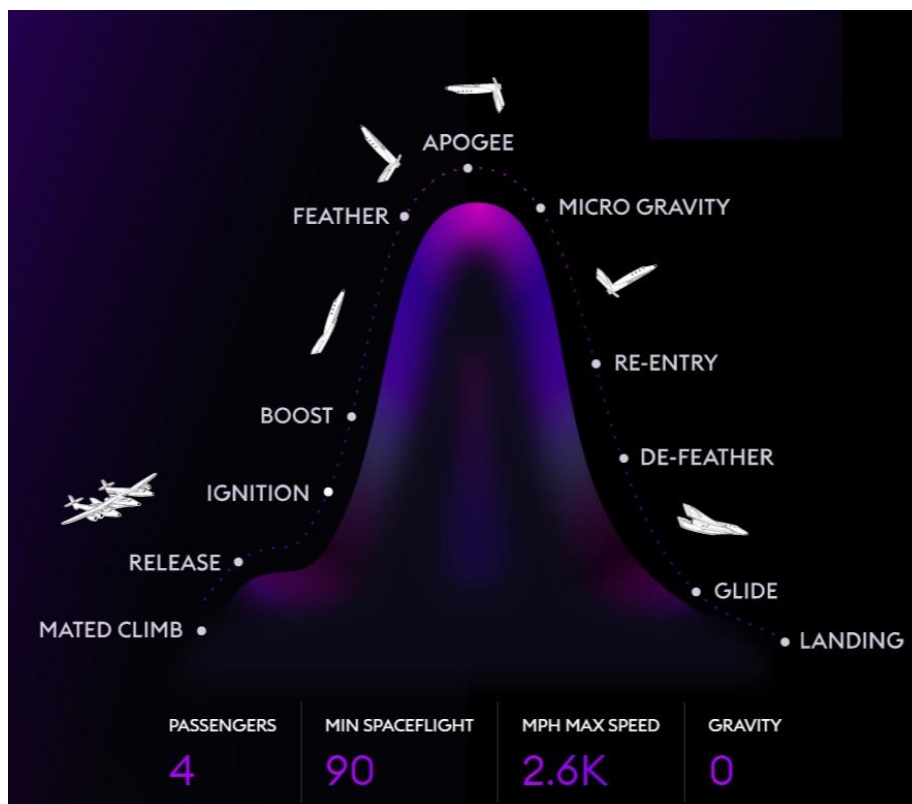 APOGEE
FEATHER
MICRO GRAVITY
RE-ENTRY
BOOST
DE-FEATHER
IGNITION
RELEASE
GLIDE
MATED CLIMB
LANDING
PASSENGERS
4
MIN SPACEFLIGHT
90
MPH MAX SPEED
2.6K
GRAVITY
0